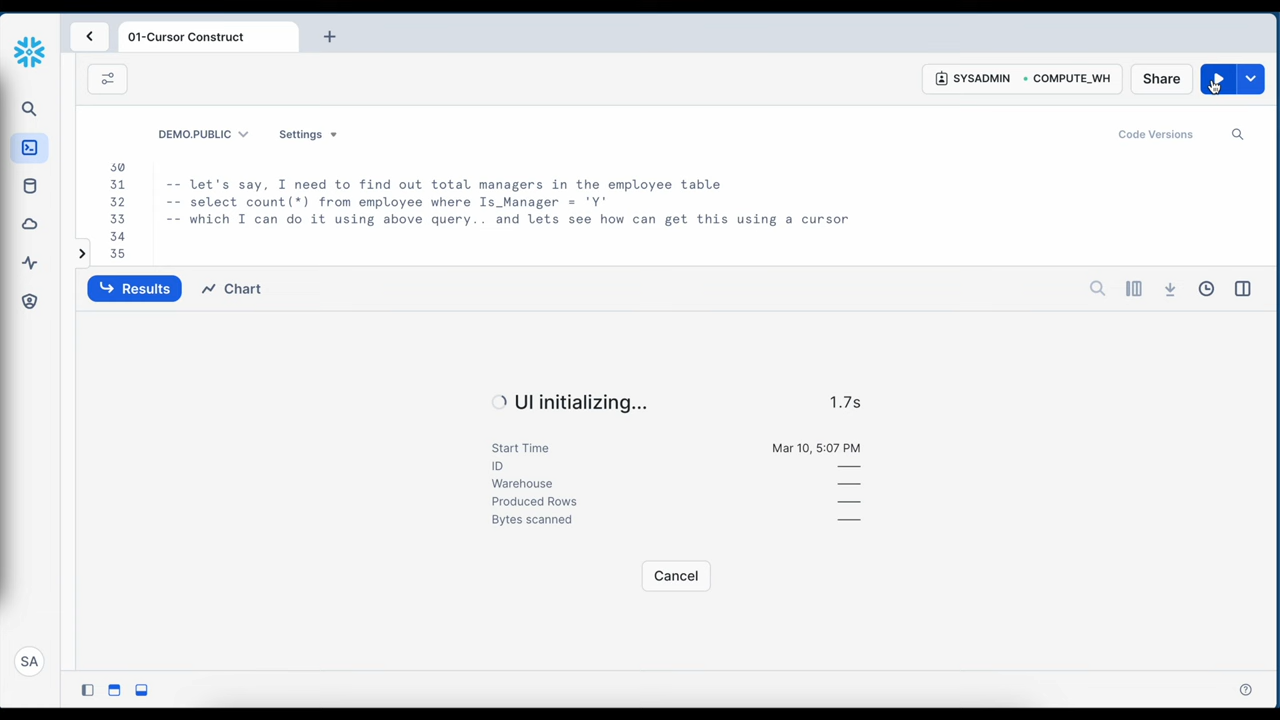 01-Cursor Construct
SYSADMIN
COMPUTE_WH
Share
DEMO.PUBLIC
Settings
Code Versions
30
31 -- let's say, I need to find out total managers in the employee table
32 -- select count(*) from employee where Is_Manager = 'Y'
33 -- which I can do it using above query.. and lets see how can get this using a cursor
34
35
Results
Chart
UI initializing... 1.7s
Start Time Mar 10, 5:07 PM
ID
Warehouse
Produced Rows
Bytes scanned
Cancel
SA